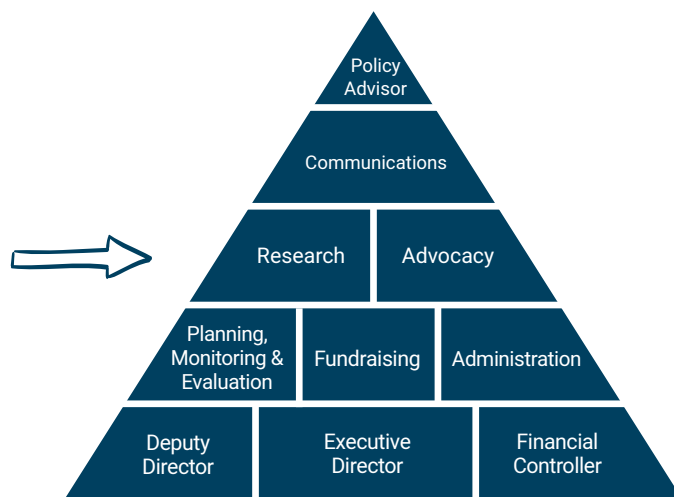 Policy
Advisor
Communications
Research
Advocacy
Planning,
Monitoring &
Evaluation
Fundraising
Administration
Deputy
Director
Executive
Director
Financial
Controller